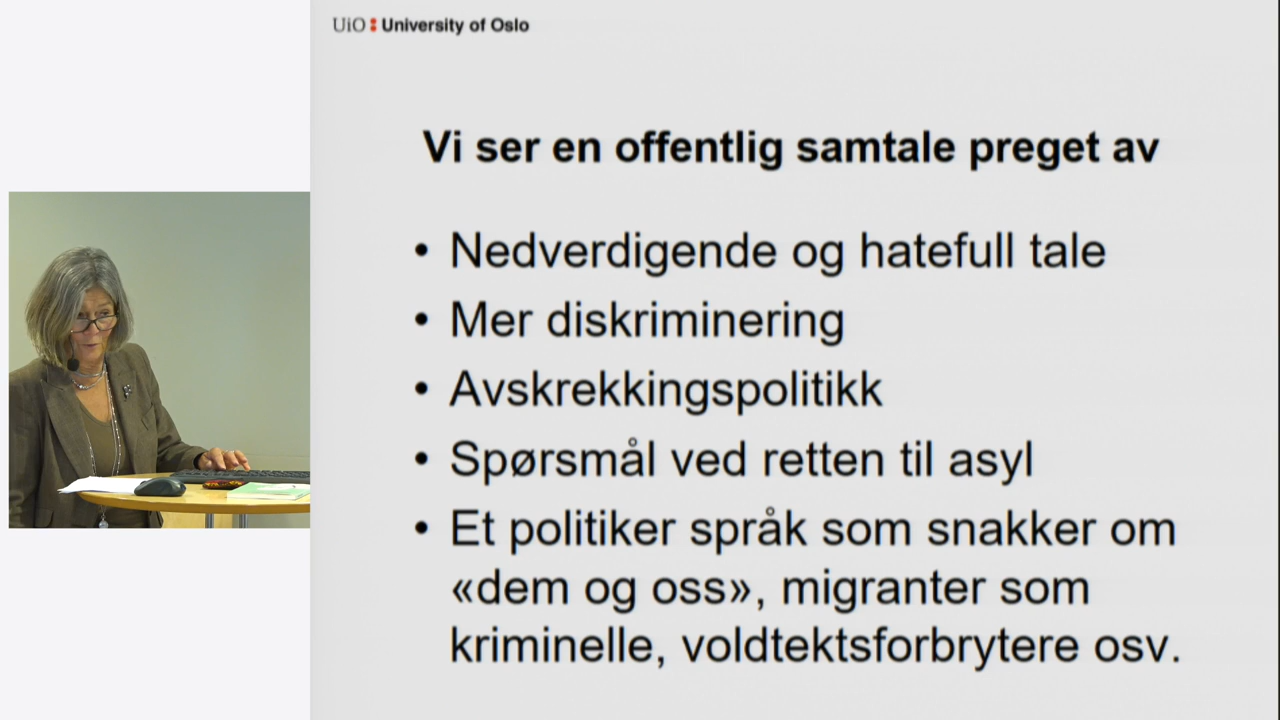 UiO University of Oslo
Vi ser en offentlig samtale preget av
• Nedverdigende og hatefull tale
• Mer diskriminering
• Avskrekkingspolitikk
• Spørsmål ved retten til asyl
• Et politiker språk som snakker om
«dem og oss», migranter som
kriminelle, voldtektsforbrytere osv.